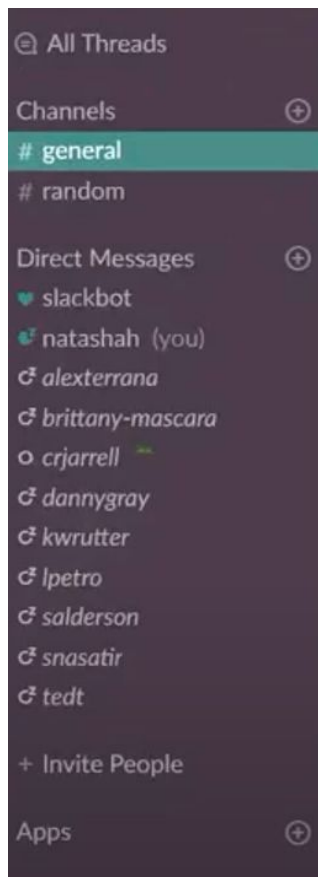 All Threads
Channels
# general
# random
Direct Messages
slackbot
natashah (you)
alexterrana
brittany-mascara
crjarrell
dannygray
kwrutter
lpetro
salderson
snasatir
tedt
+ Invite People
Apps